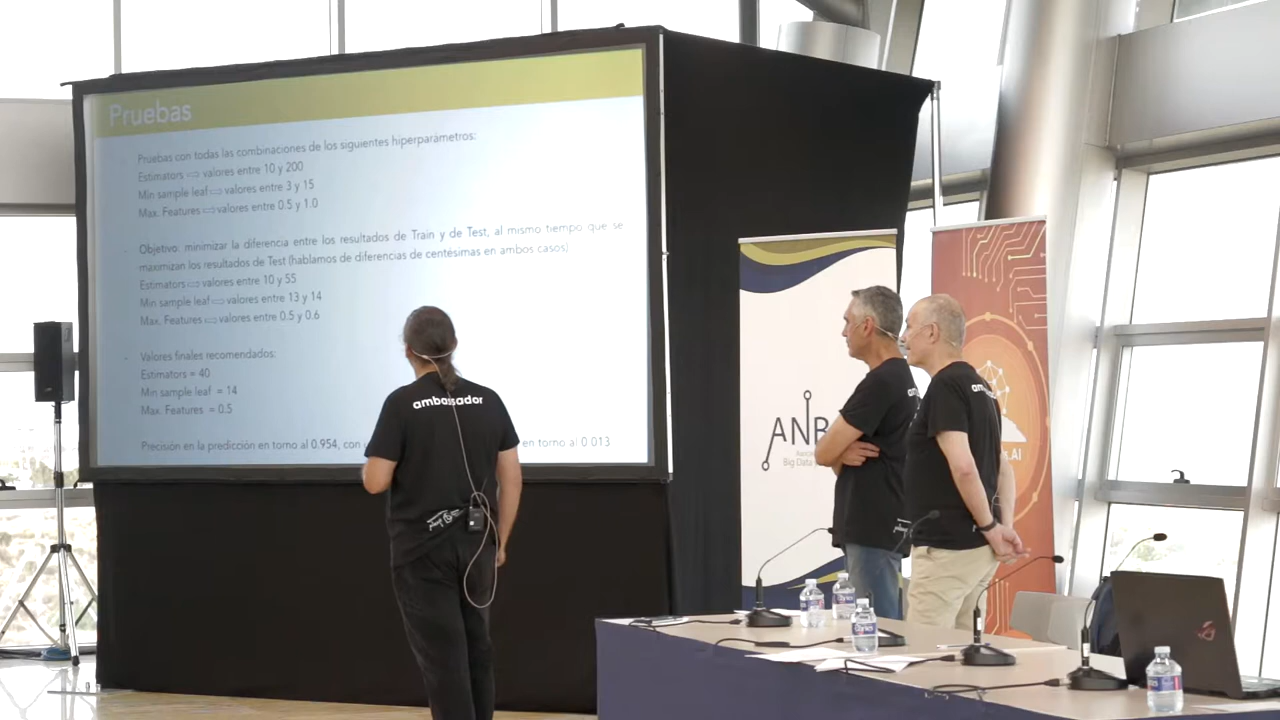 Pruebas
Pruebas con todas las combinaciones de los siguientes hiperparámetros:
Estimators ⇨ valores entre 10 y 200
Min sample leaf ⇨ valores entre 3 y 15
Max. Features ⇨ valores entre 0.5 y 1.0
- Objetivo: minimizar la diferencia entre los resultados de Train y de Test, al mismo tiempo que se
maximizan los resultados de Test (hablamos de diferencias de centésimas en ambos casos)
Estimators ⇨ valores entre 10 y 55
Min sample leaf ⇨ valores entre 13 y 14
Max. Features ⇨ valores entre 0.5 y 0.6
- Valores finales recomendados:
Estimators = 40
Min sample leaf = 14
Max. Features = 0.5
Precisión en la predicción en torno al 0.954, con en torno al 0.013
ambassador
ANB
Big Data
.AI